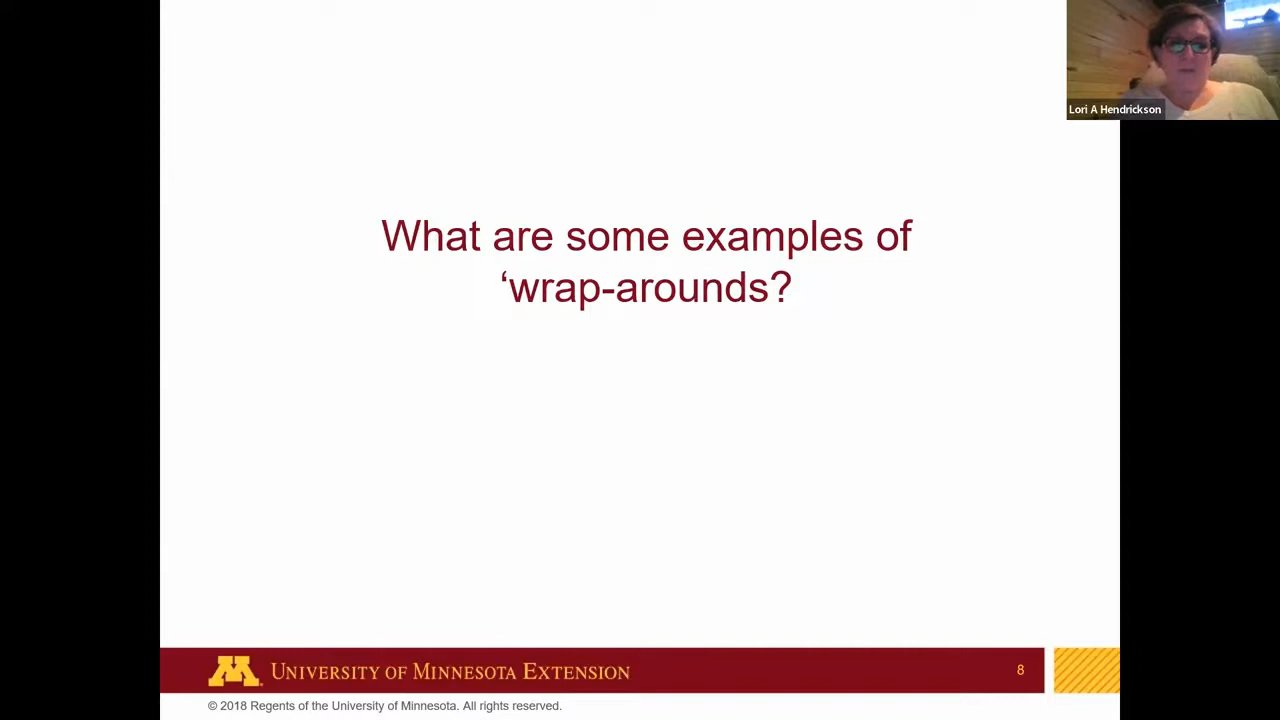 Lori A Hendrickson
What are some examples of
‘wrap-arounds?
UNIVERSITY OF MINNESOTA EXTENSION
8
© 2018 Regents of the University of Minnesota. All rights reserved.